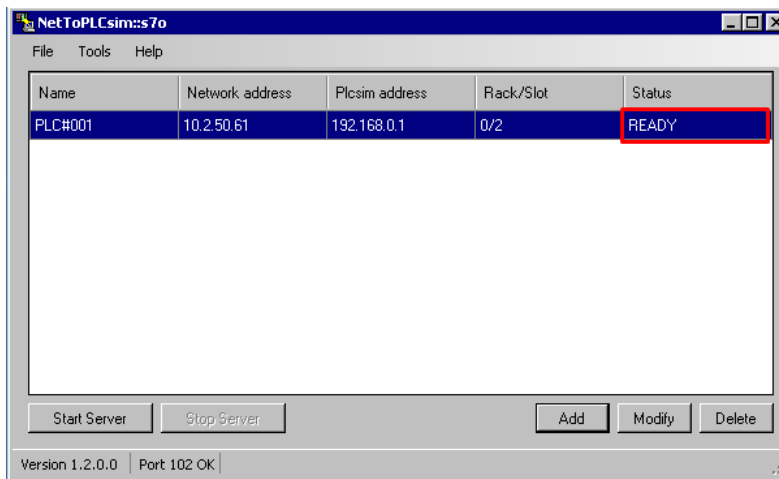 NetToPLCsim::s7o
File Tools Help
Name Network address Plcsim address Rack/Slot Status
PLC#001 10.2.50.61 192.168.0.1 0/2 READY
Start Server Stop Server Add Modify Delete
Version 1.2.0.0 Port 102 OK